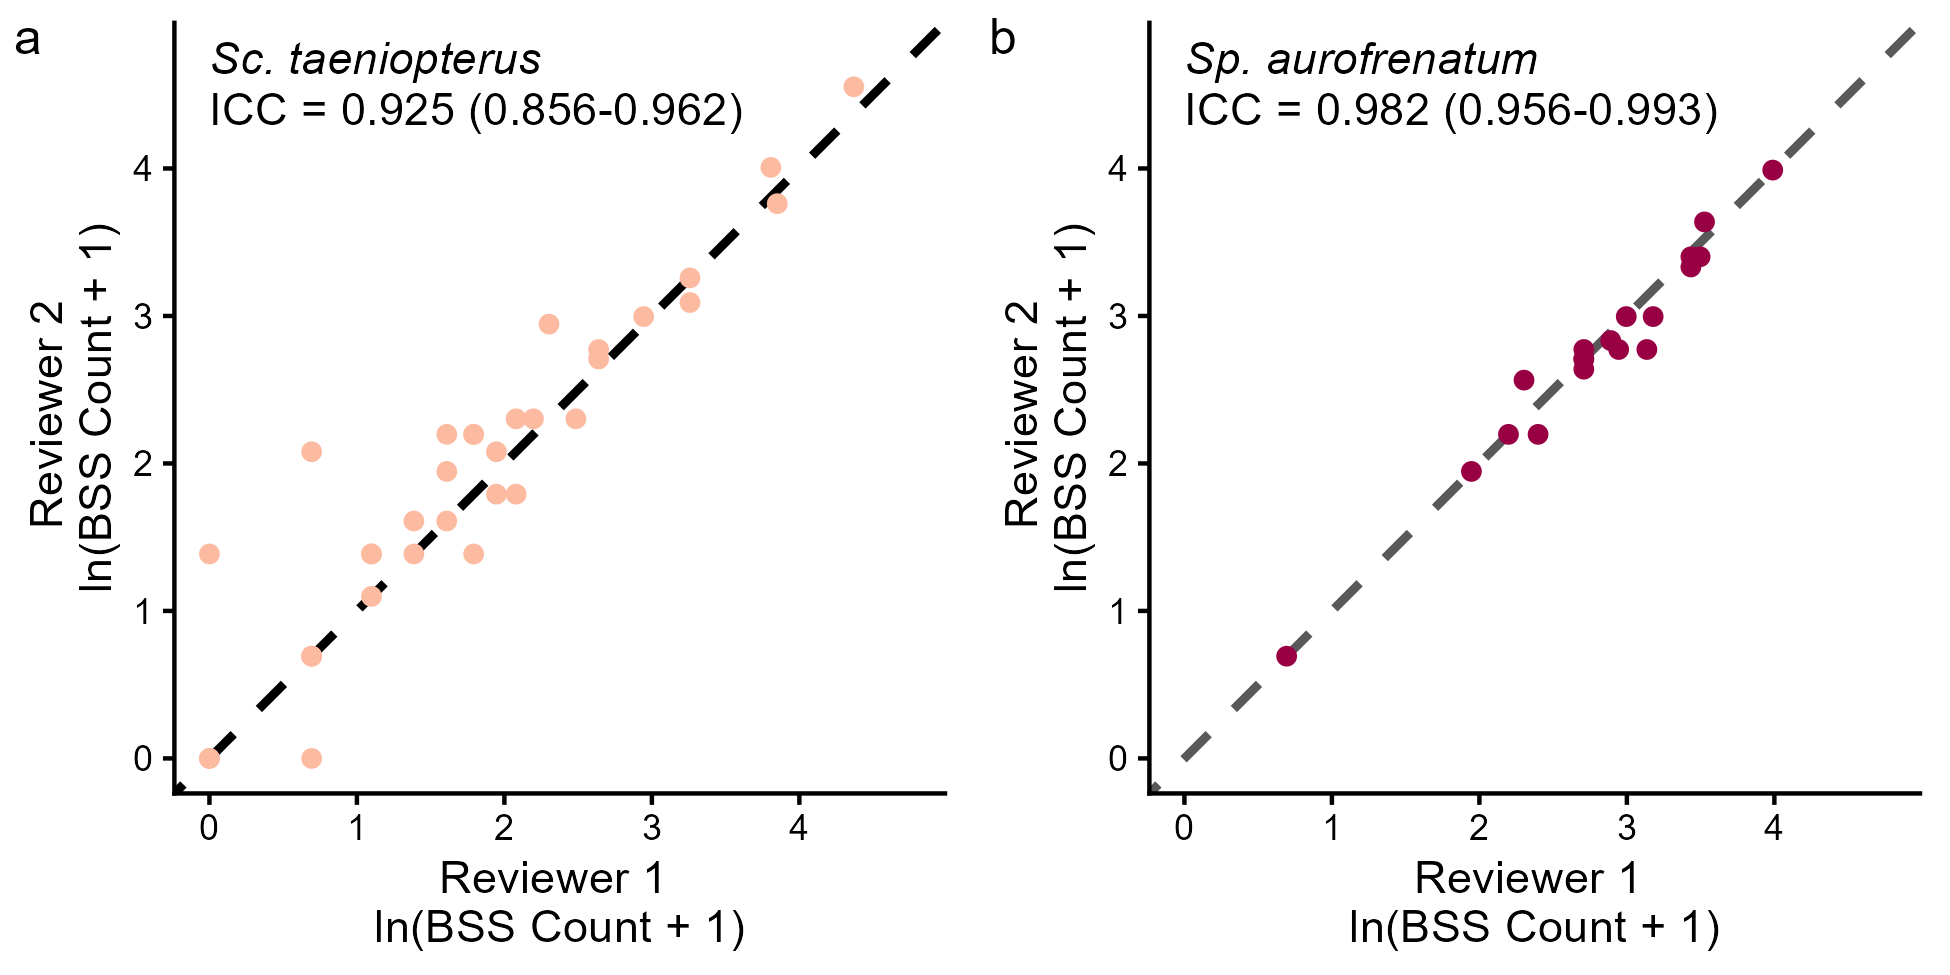 a
Sc. taeniopterus
ICC = 0.925 (0.856-0.962)
4
3
2
1
0
Reviewer 2
ln(BSS Count + 1)
0 1 2 3 4
Reviewer 1
ln(BSS Count + 1)
b
Sp. aurofrenatum
ICC = 0.982 (0.956-0.993)
4
3
2
1
0
Reviewer 2
ln(BSS Count + 1)
0 1 2 3 4
Reviewer 1
ln(BSS Count + 1)